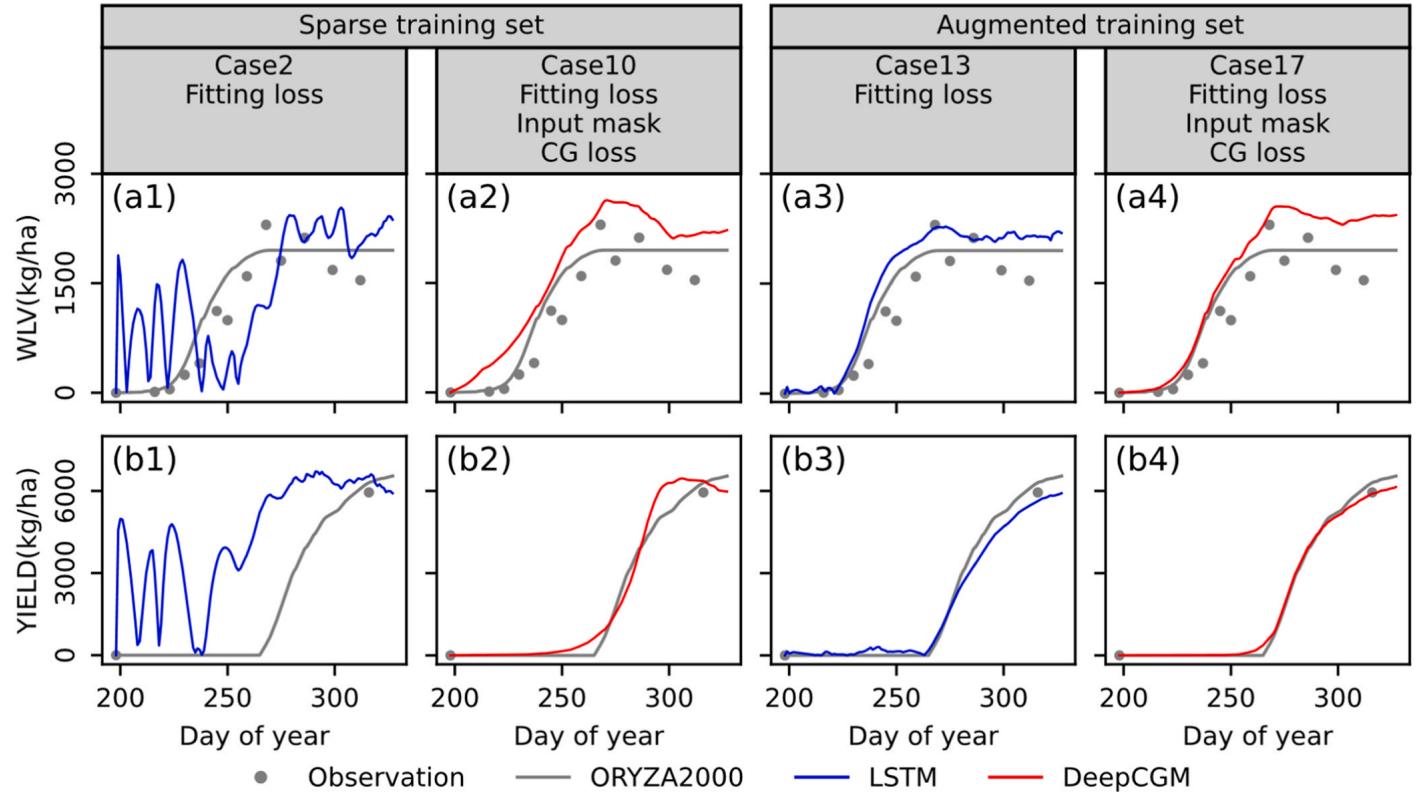 Sparse training set
Augmented training set
Case2
Fitting loss
Case10
Fitting loss
Input mask
CG loss
Case13
Fitting loss
Case17
Fitting loss
Input mask
CG loss
WLV(kg/ha)
3000
1500
0
(a1)
(a2)
(a3)
(a4)
YIELD(kg/ha)
6000
3000
0
(b1)
(b2)
(b3)
(b4)
200 250 300
200 250 300
200 250 300
200 250 300
Day of year
Day of year
Day of year
Day of year
Observation
ORYZA2000
LSTM
DeepCGM